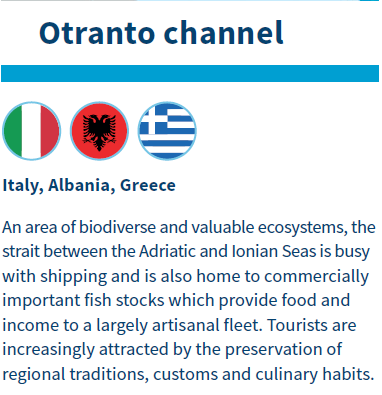 Otranto channel
Italy, Albania, Greece
An area of biodiverse and valuable ecosystems, the
strait between the Adriatic and Ionian Seas is busy
with shipping and is also home to commercially
important fish stocks which provide food and
income to a largely artisanal fleet. Tourists are
increasingly attracted by the preservation of
regional traditions, customs and culinary habits.